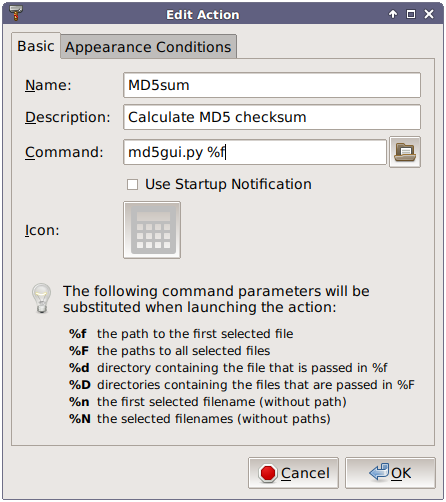 Edit Action
Basic Appearance Conditions
Name: MD5sum
Description: Calculate MD5 checksum
Command: md5gui.py %f
Use Startup Notification
Icon:
The following command parameters will be
substituted when launching the action:
%f the path to the first selected file
%F the paths to all selected files
%d directory containing the file that is passed in %f
%D directories containing the files that are passed in %F
%n the first selected filename (without path)
%N the selected filenames (without paths)
Cancel OK